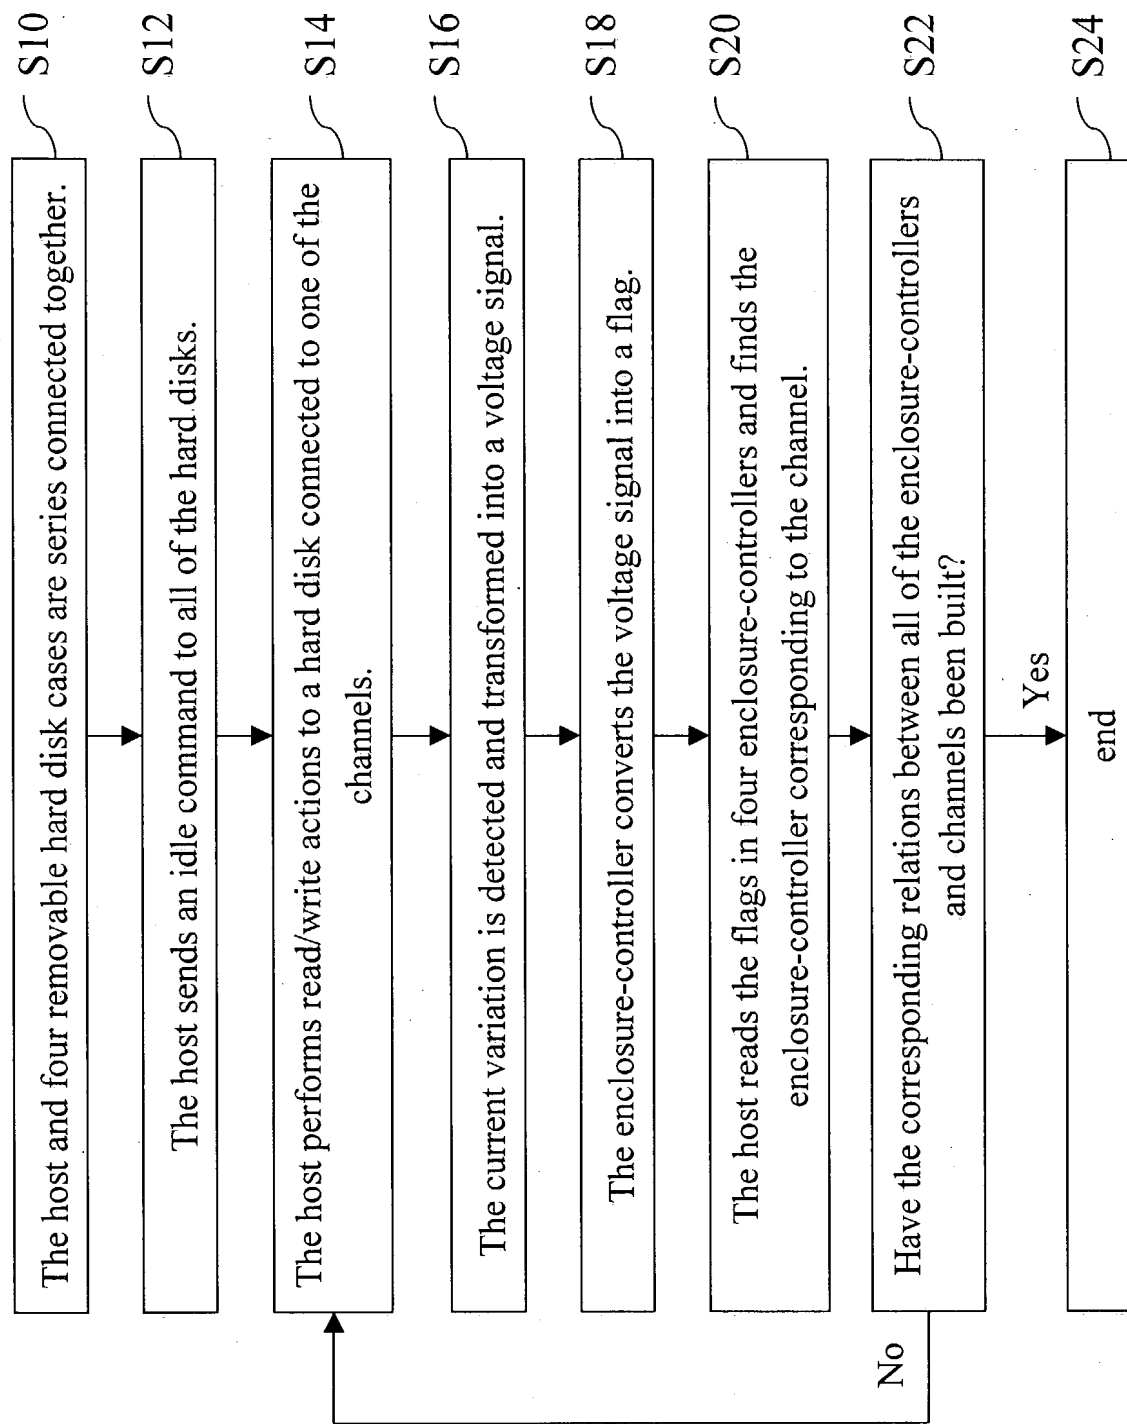 The host and four removable hard disk cases are series connected together.
S10
The host sends an idle command to all of the hard disks.
S12
The host performs read/write actions to a hard disk connected to one of the
channels.
S14
The current variation is detected and transformed into a voltage signal.
S16
The enclosure-controller converts the voltage signal into a flag.
S18
The host reads the flags in four enclosure-controllers and finds the
enclosure-controller corresponding to the channel.
S20
Have the corresponding relations between all of the enclosure-controllers
and channels been built?
S22
No
Yes
end
S24